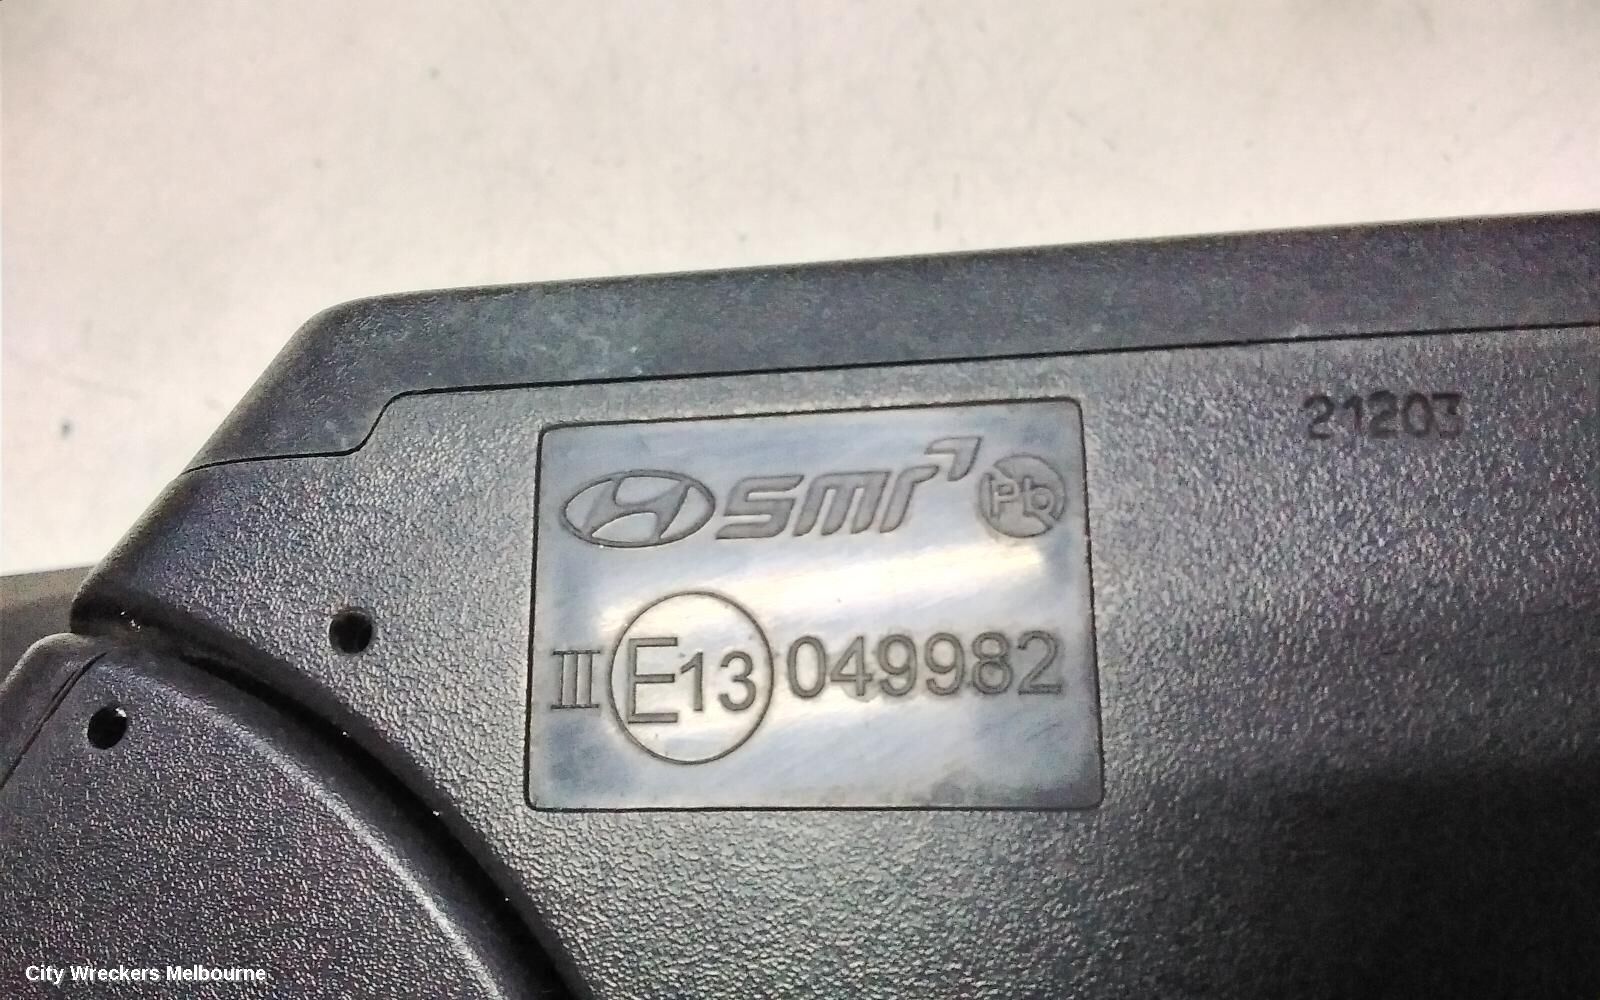 21203
SMR Pb
III E13 049982
City Wreckers Melbourne